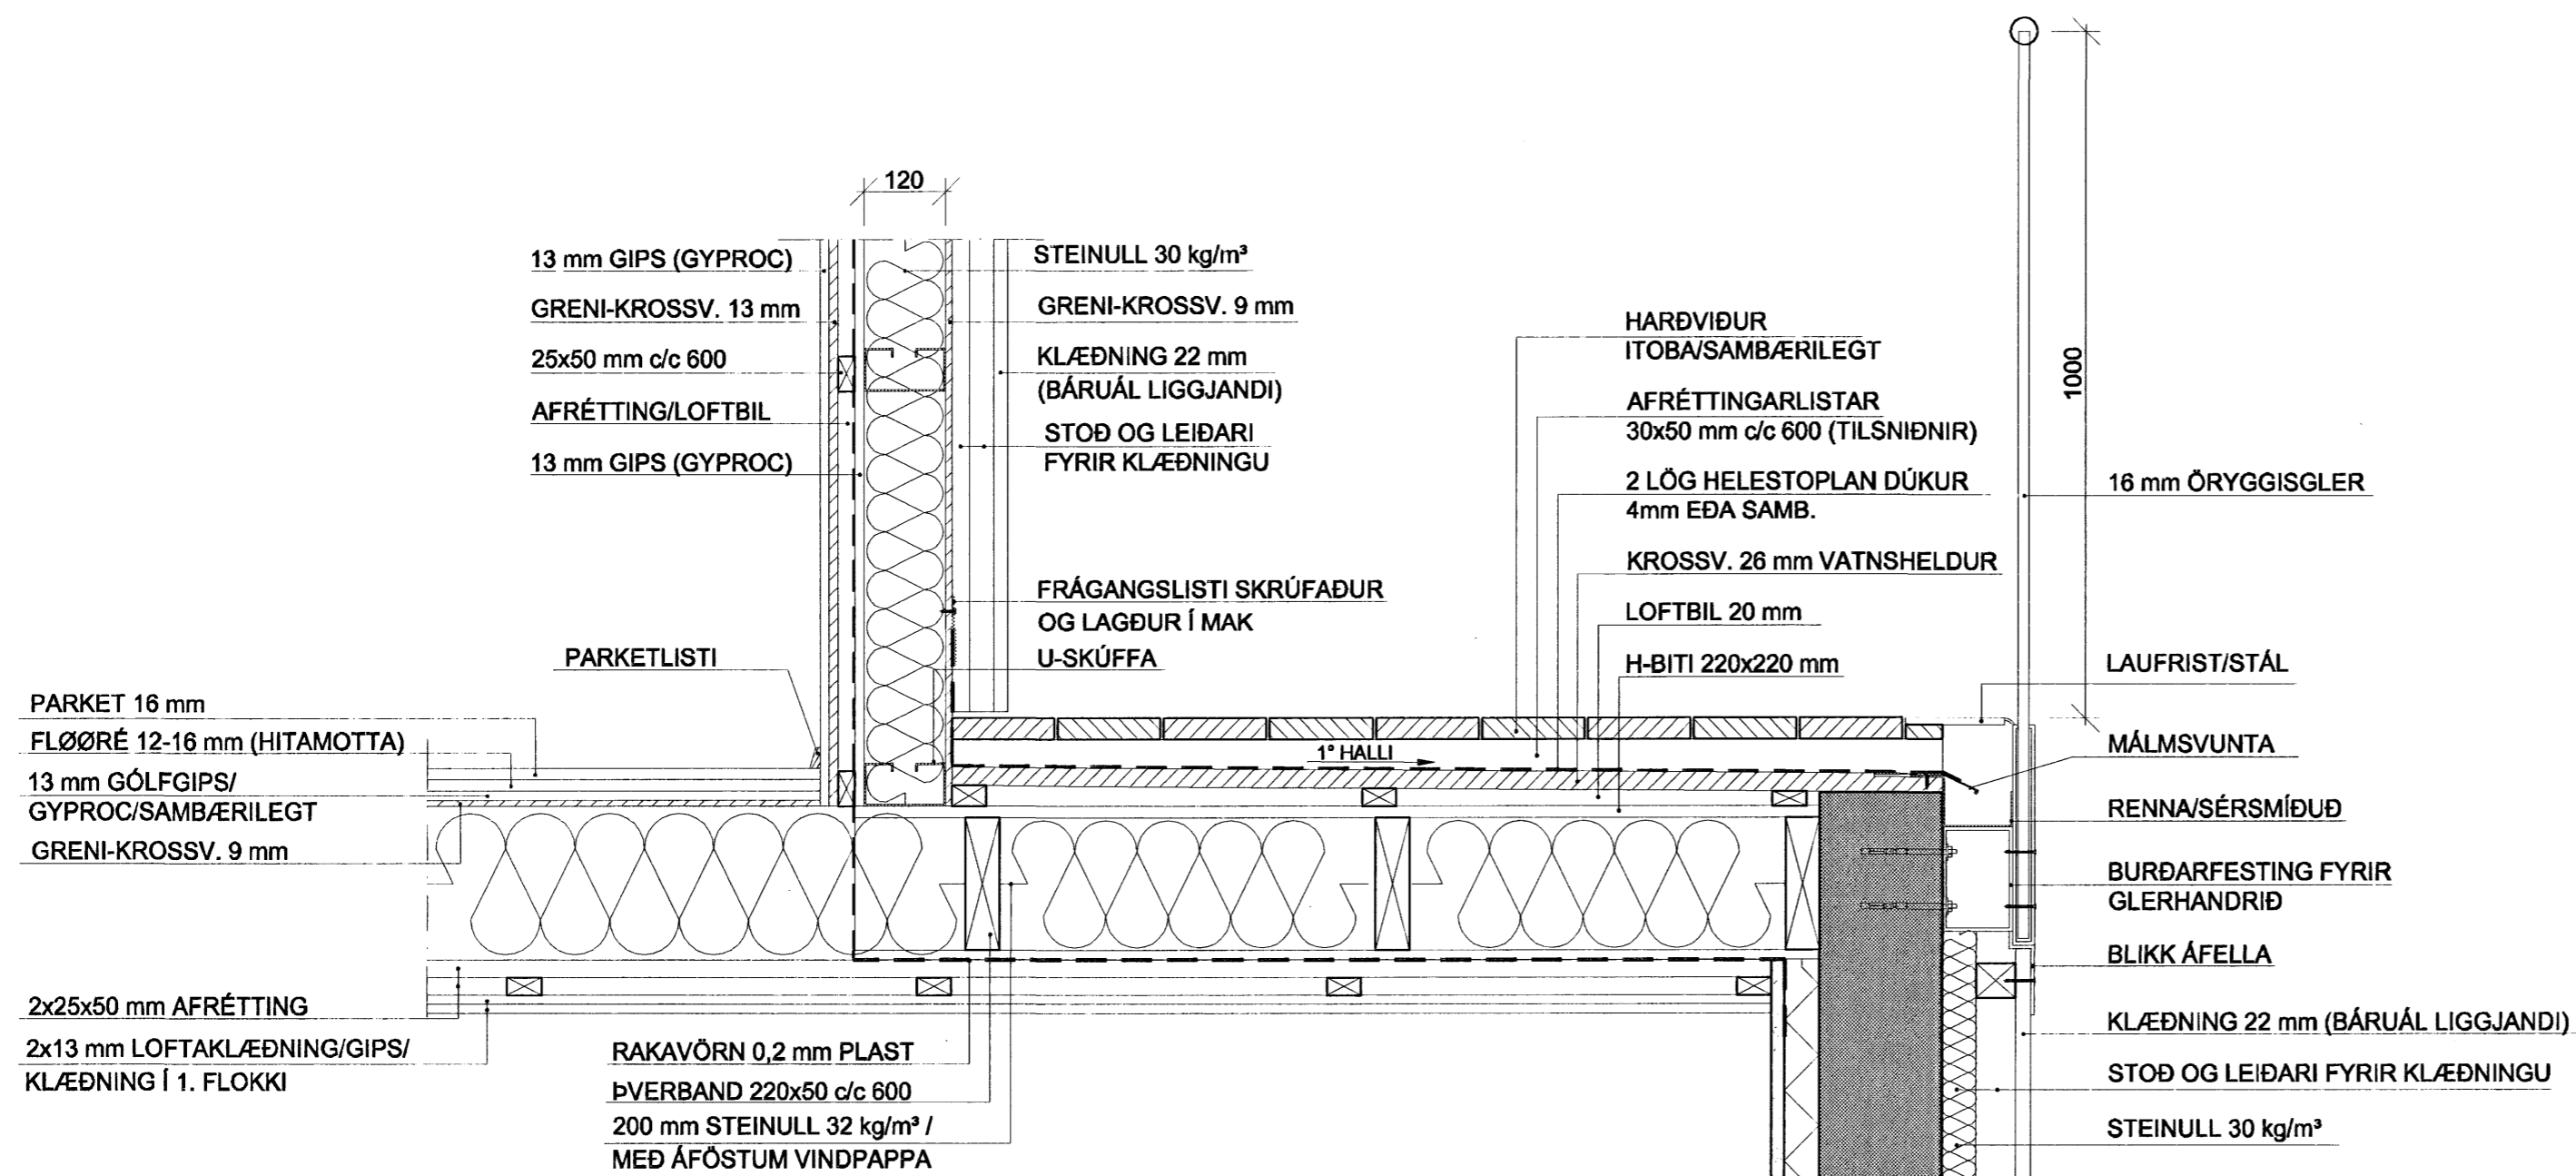 120
13 mm GIPS (GYPROC)
GRENI-KROSSV. 13 mm
25x50 mm c/c 600
AFRÉTTING/LOFTBIL
13 mm GIPS (GYPROC)
PARKETLISTI
PARKET 16 mm
FLØØRÉ 12-16 mm (HITAMOTTA)
13 mm GÓLFGIPS/
GYPROC/SAMBÆRILEGT
GRENI-KROSSV. 9 mm
2x25x50 mm AFRÉTTING
2x13 mm LOFTAKLÆÐNING/GIPS/
KLÆÐNING Í 1. FLOKKI
STEINULL 30 kg/m³
GRENI-KROSSV. 9 mm
KLÆÐNING 22 mm
(BÁRUÁL LIGGJANDI)
STOÐ OG LEIÐARI
FYRIR KLÆÐNINGU
FRÁGANGSLISTI SKRÚFAÐUR
OG LAGÐUR Í MAK
U-SKÚFFA
1° HALLI
RAKAVÖRN 0,2 mm PLAST
ÞVERBAND 220x50 c/c 600
200 mm STEINULL 32 kg/m³ /
MEÐ ÁFÖSTUM VINDPAPPA
HARÐVIÐUR
ITOBA/SAMBÆRILEGT
AFRÉTTINGARLISTAR
30x50 mm c/c 600 (TILSNIÐNIR)
2 LÖG HELESTOPLAN DÚKUR
4mm EÐA SAMB.
KROSSV. 26 mm VATNSHELDUR
LOFTBIL 20 mm
H-BITI 220x220 mm
1000
16 mm ÖRYGGISGLER
LAUFRIST/STÁL
MÁLMSVUNTA
RENNA/SÉRSMÍÐUÐ
BURÐARFESTING FYRIR
GLERHANDRIÐ
BLIKK ÁFELLA
KLÆÐNING 22 mm (BÁRUÁL LIGGJANDI)
STOÐ OG LEIÐARI FYRIR KLÆÐNINGU
STEINULL 30 kg/m³